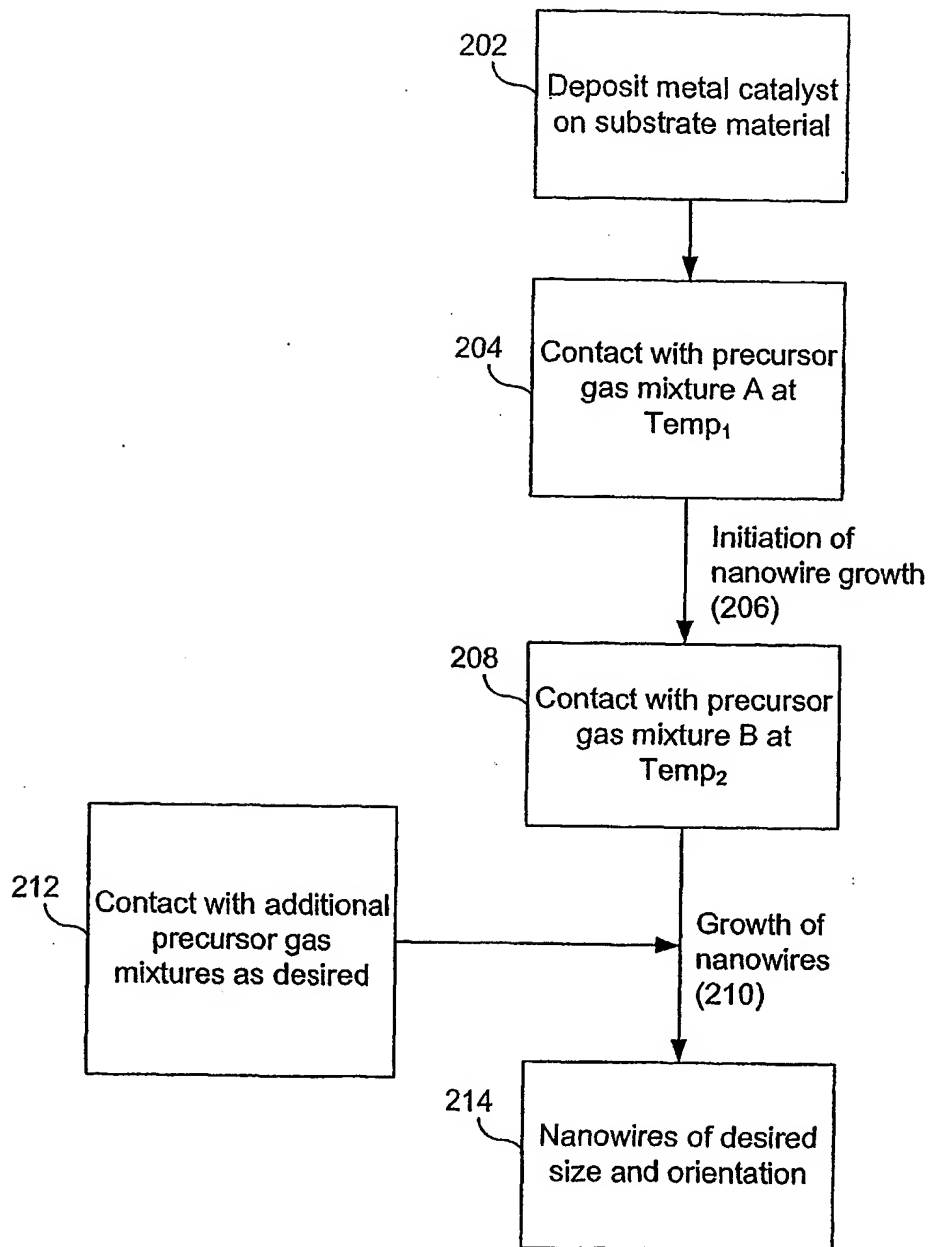 202
Deposit metal catalyst
on substrate material
204
Contact with precursor
gas mixture A at
Temp₁
Initiation of
nanowire growth
(206)
208
Contact with precursor
gas mixture B at
Temp₂
212
Contact with additional
precursor gas
mixtures as desired
Growth of
nanowires
(210)
214
Nanowires of desired
size and orientation